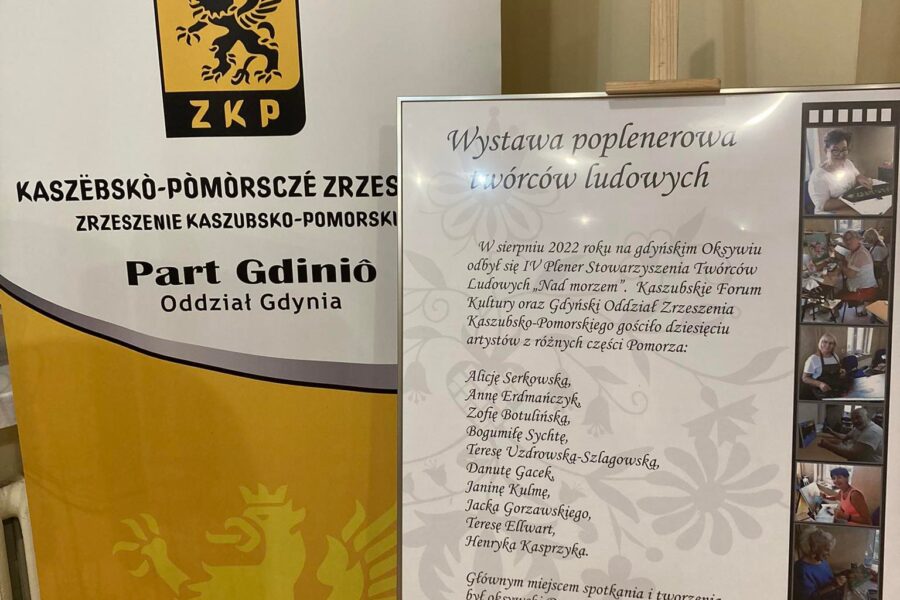 ZKP
KASZËBSKÒ-PÒMÒRSCZÉ ZRZES
ZRZESZENIE KASZUBSKO-POMORSKI
Part Gdiniô
Oddział Gdynia
Wystawa poplenerowa
twórców ludowych
W sierpniu 2022 roku na gdyńskim Oksywiu
odbył się IV Plener Stowarzyszenia Twórców
Ludowych „Nad morzem”. Kaszubskie Forum
Kultury oraz Gdyński Oddział Zrzeszenia
Kaszubsko-Pomorskiego gościło dziesięciu
artystów z różnych części Pomorza:
Alicję Serkowską,
Annę Erdmańczyk,
Zofię Botulińską,
Bogumiłę Sychtę,
Teresę Uzdrowską-Szlagowską,
Danutę Gacek,
Janinę Kulmę,
Jacka Gorzawskiego,
Teresę Ellwart,
Henryka Kasprzyka.
Głównym miejscem spotkania i tworzenia
był oksywski